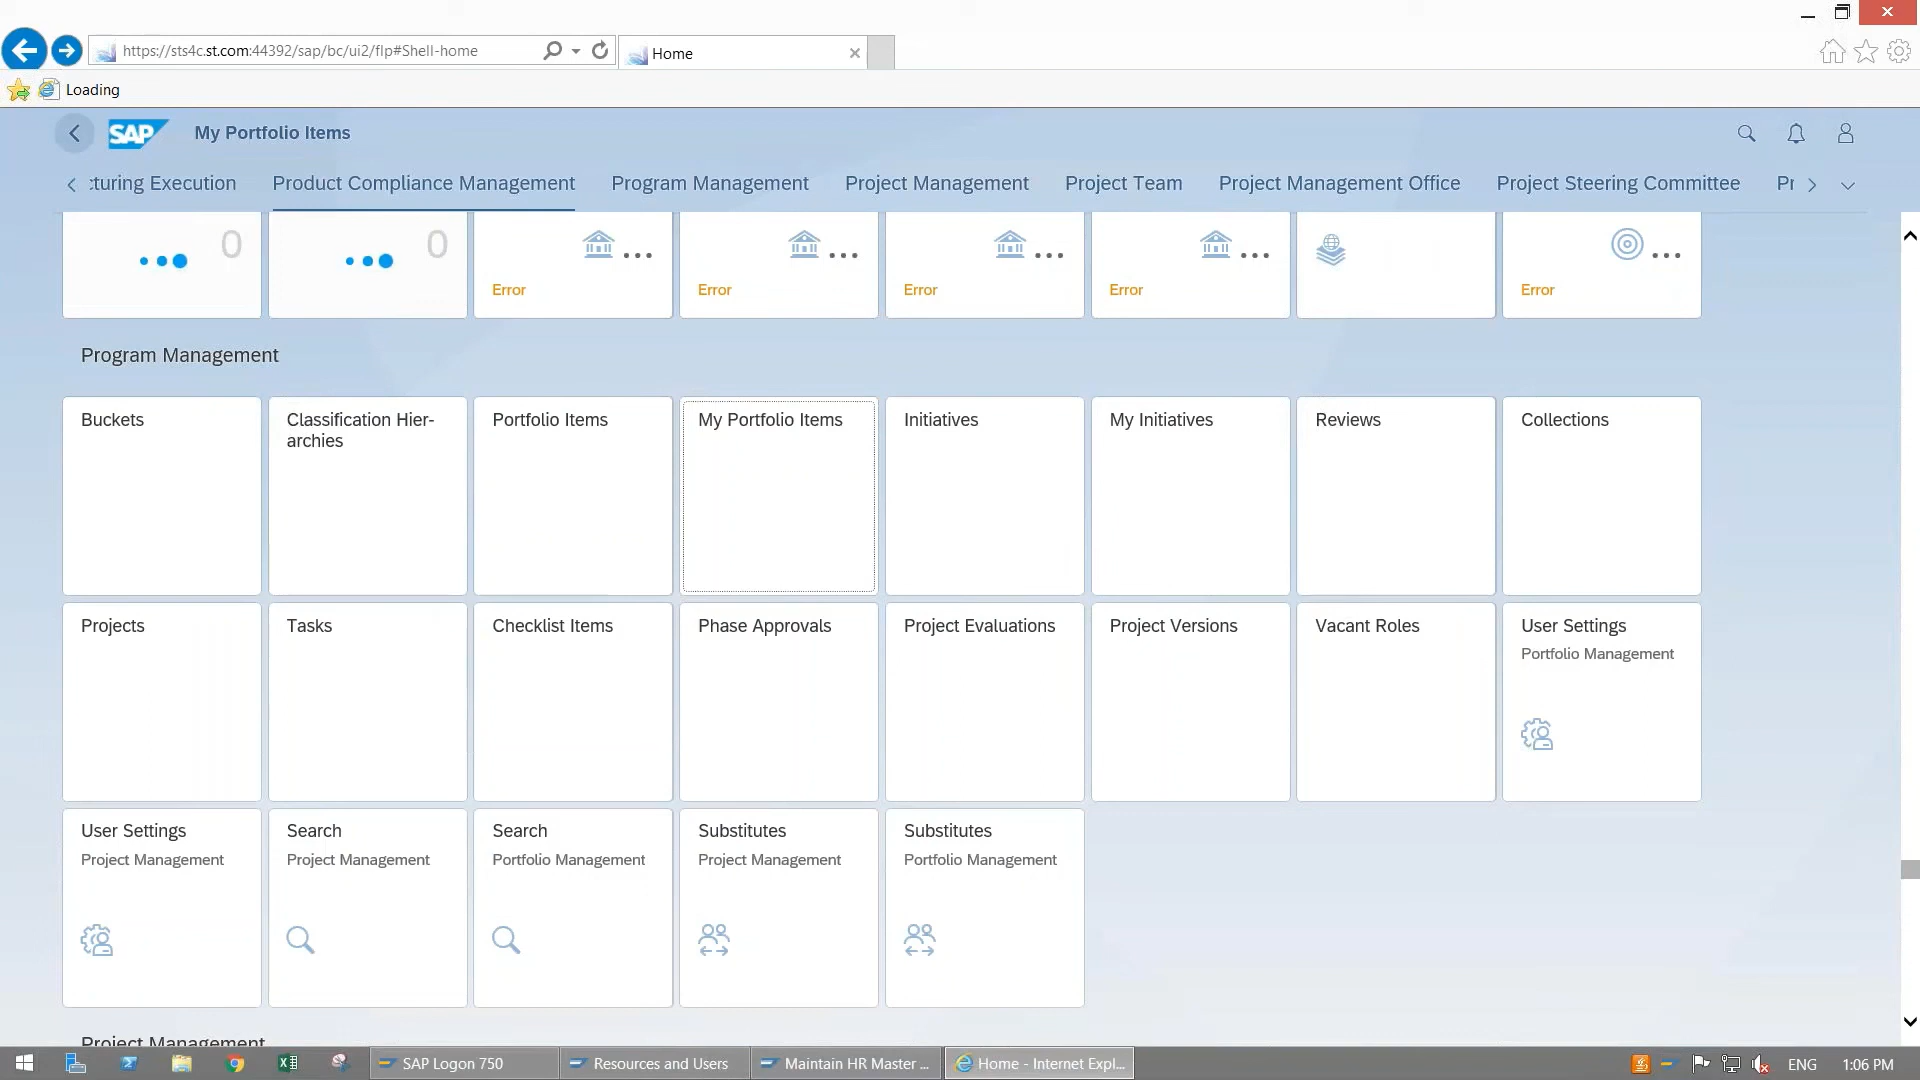 https://sts4c.st.com:44392/sap/bc/ui2/flp#Shell-home
Home
Loading
SAP
My Portfolio Items
cturing Execution
Product Compliance Management
Program Management
Project Management
Project Team
Project Management Office
Project Steering Committee
Pr
0
0
Error
Error
Error
Error
Error
Program Management
Buckets
Classification Hier-
archies
Portfolio Items
My Portfolio Items
Initiatives
My Initiatives
Reviews
Collections
Projects
Tasks
Checklist Items
Phase Approvals
Project Evaluations
Project Versions
Vacant Roles
User Settings
Portfolio Management
User Settings
Project Management
Search
Project Management
Search
Portfolio Management
Substitutes
Project Management
Substitutes
Portfolio Management
Project Management
SAP Logon 750
Resources and Users
Maintain HR Master ...
Home - Internet Expl...
ENG
1:06 PM